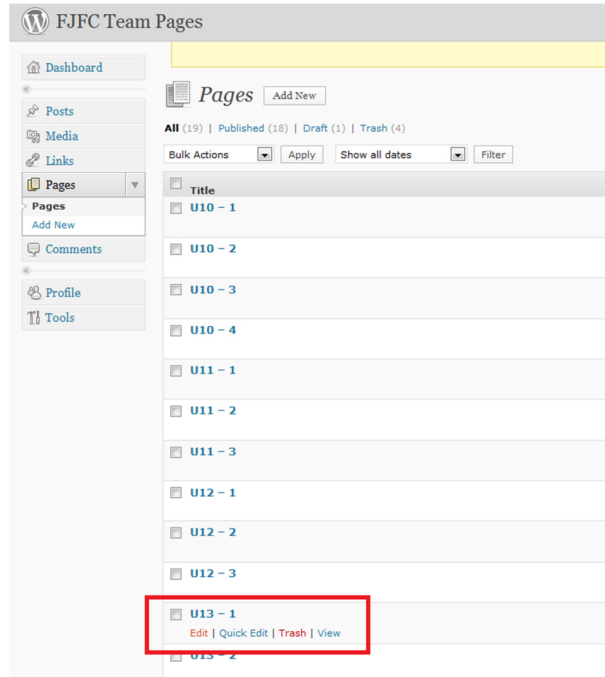 FJFC Team Pages
Dashboard
Posts
Media
Links
Pages
Pages
Add New
Comments
Profile
Tools
Pages Add New
All (19) | Published (18) | Draft (1) | Trash (4)
Bulk Actions Apply Show all dates Filter
Title
U10 – 1
U10 – 2
U10 – 3
U10 – 4
U11 – 1
U11 – 2
U11 – 3
U12 – 1
U12 – 2
U12 – 3
U13 – 1
Edit | Quick Edit | Trash | View
U13 – 2